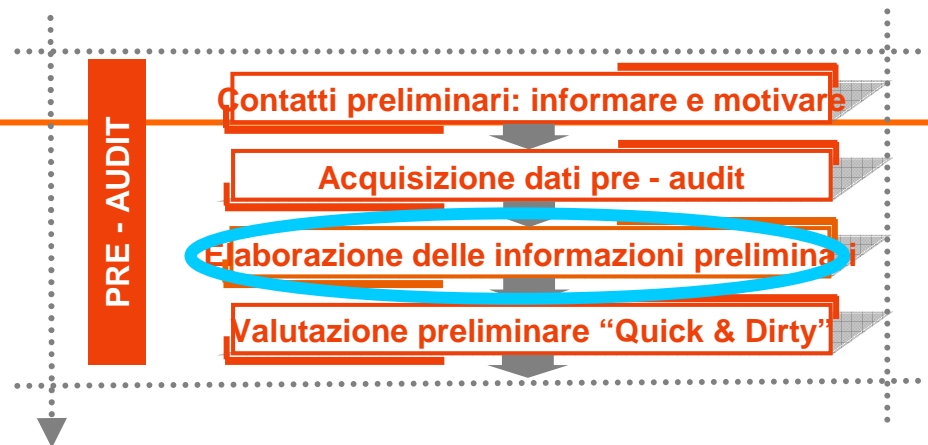 PRE - AUDIT
Contatti preliminari: informare e motivare
Acquisizione dati pre - audit
Elaborazione delle informazioni preliminari
Valutazione preliminare “Quick & Dirty”